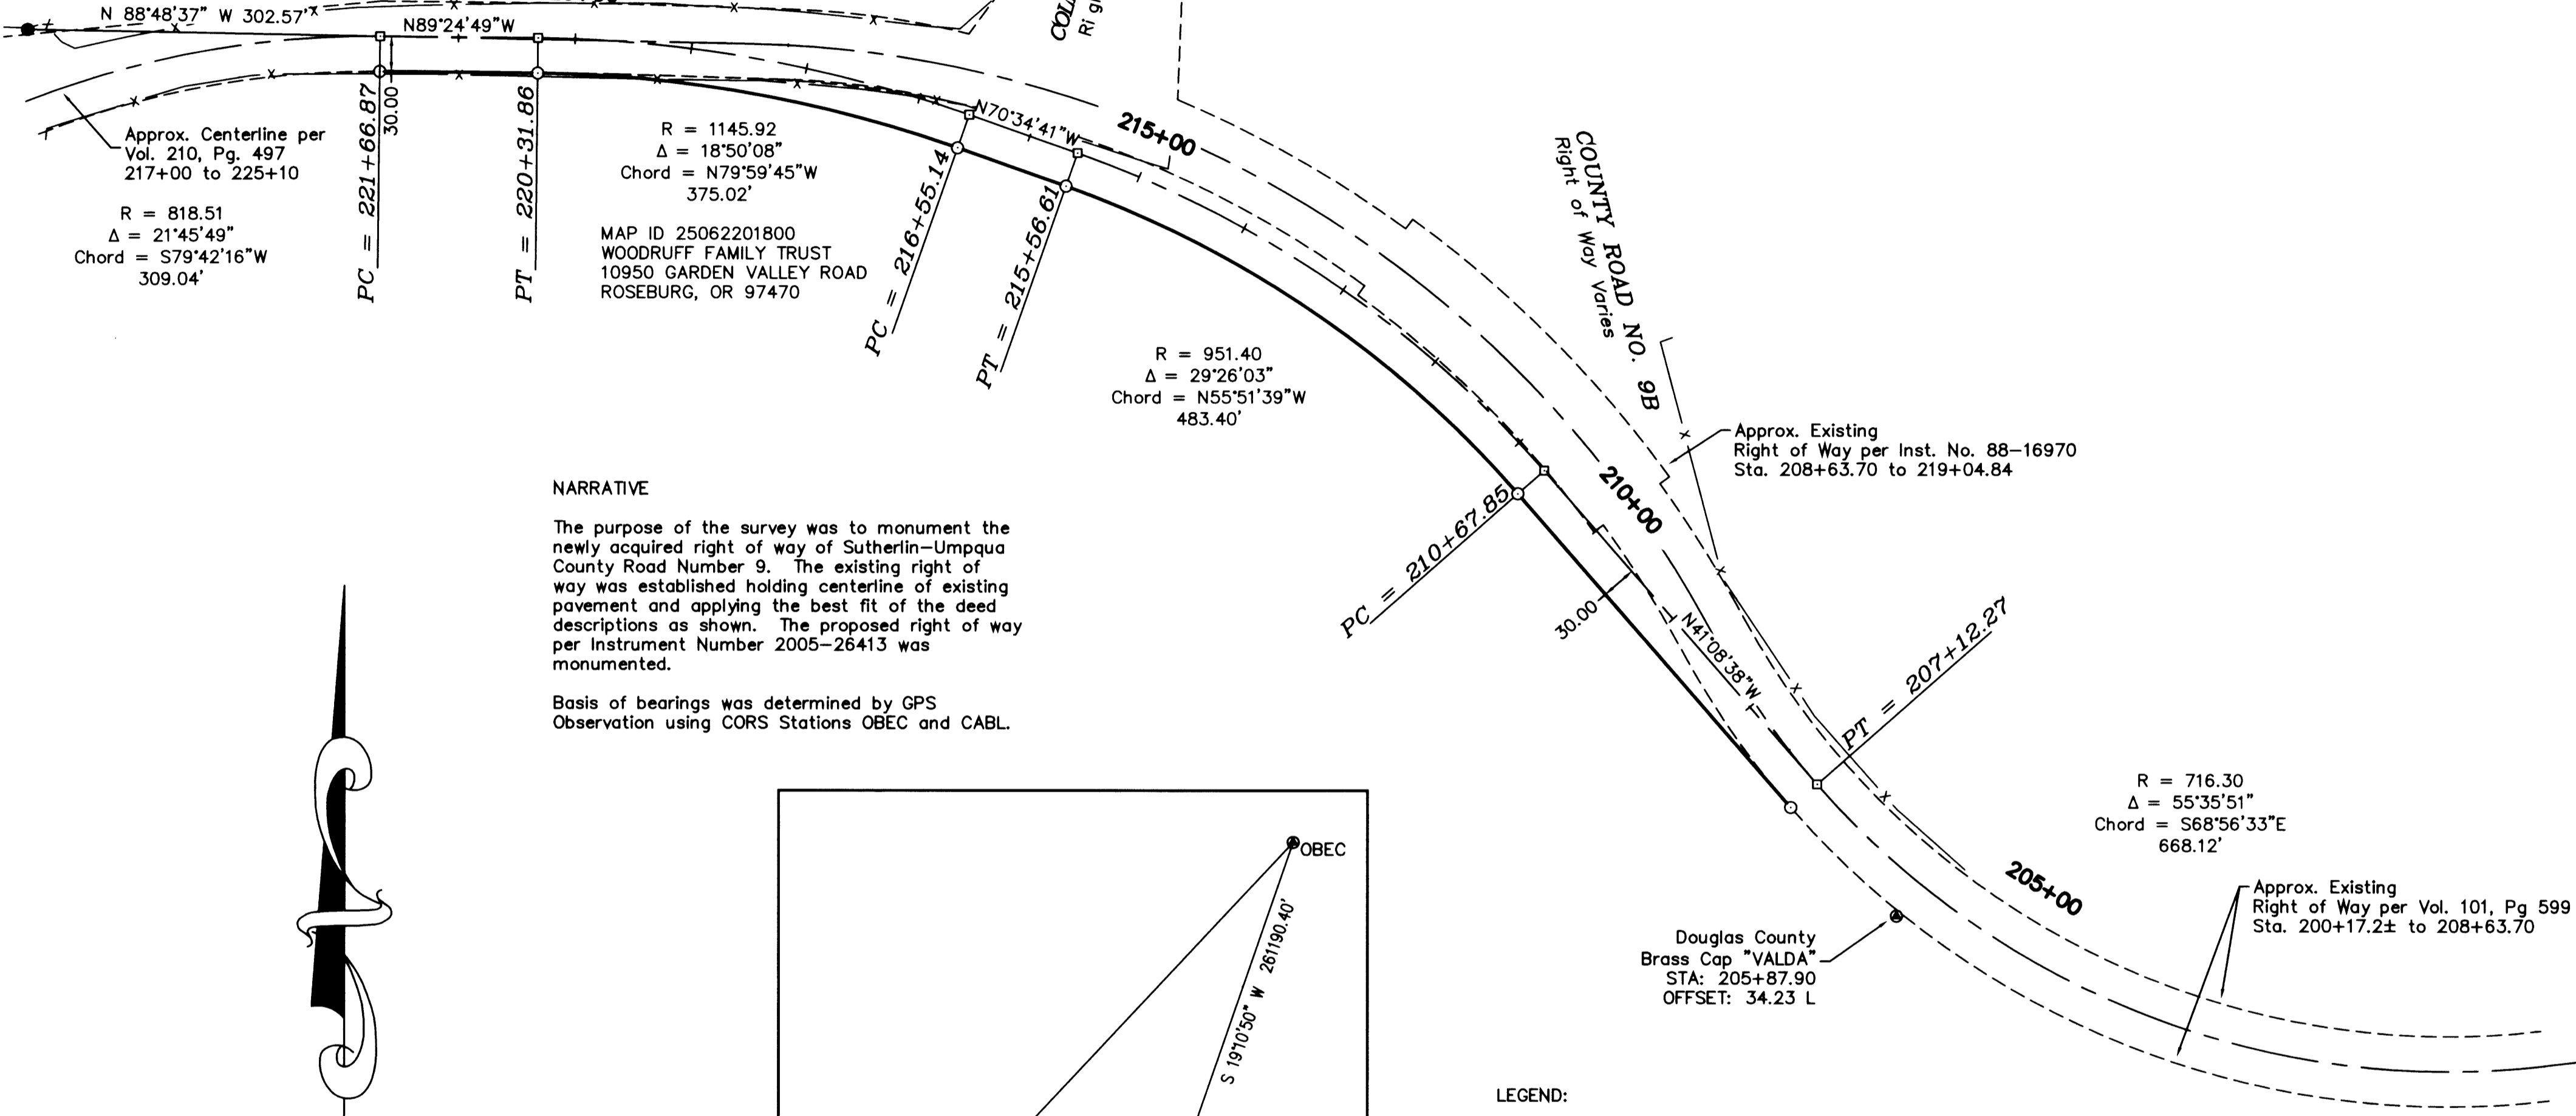 N 88°48'37" W 302.57'
N89°24'49"W
30.00
Approx. Centerline per
Vol. 210, Pg. 497
217+00 to 225+10
R = 818.51
Δ = 21°45'49"
Chord = S79°42'16"W
309.04'
PC = 221+66.87
PT = 220+31.86
R = 1145.92
Δ = 18°50'08"
Chord = N79°59'45"W
375.02'
MAP ID 25062201800
WOODRUFF FAMILY TRUST
10950 GARDEN VALLEY ROAD
ROSEBURG, OR 97470
PC = 216+55.14
N70°34'41"W
PT = 215+56.61
215+00
R = 951.40
Δ = 29°26'03"
Chord = N55°51'39"W
483.40'
COUNTY ROAD NO. 9B
Right of Way Varies
Approx. Existing
Right of Way per Inst. No. 88-16970
Sta. 208+63.70 to 219+04.84
210+00
PC = 210+67.85
30.00
N41°08'38"W
PT = 207+12.27
NARRATIVE
The purpose of the survey was to monument the
newly acquired right of way of Sutherlin-Umpqua
County Road Number 9. The existing right of
way was established holding centerline of existing
pavement and applying the best fit of the deed
descriptions as shown. The proposed right of way
per Instrument Number 2005-26413 was
monumented.
Basis of bearings was determined by GPS
Observation using CORS Stations OBEC and CABL.
R = 716.30
Δ = 55°35'51"
Chord = S68°56'33"E
668.12'
205+00
Approx. Existing
Right of Way per Vol. 101, Pg 599
Sta. 200+17.2± to 208+63.70
Douglas County
Brass Cap "VALDA"
STA: 205+87.90
OFFSET: 34.23 L
OBEC
S 19°10'50" W 261190.40'
LEGEND: